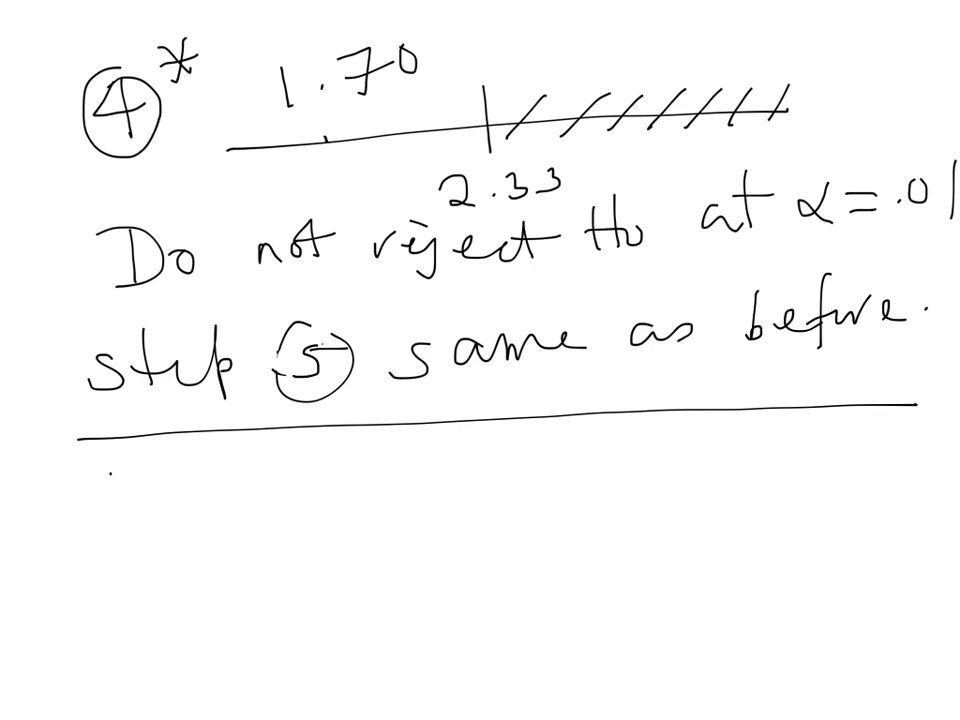 ④* 1.70
2.33
Do not reject Ho at α = .01
step ⑤ same as before.